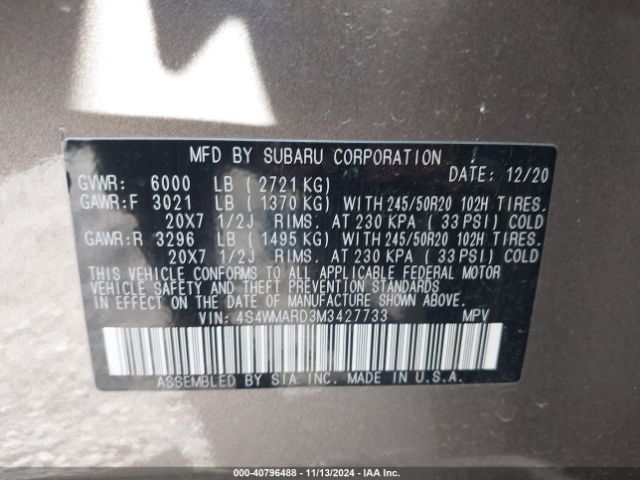 MFD BY SUBARU CORPORATION
DATE: 12/20
GVWR: 6000 LB ( 2721 KG)
GAWR:F 3021 LB ( 1370 KG) WITH 245/50R20 102H TIRES.
20X7 1/2J RIMS. AT 230 KPA ( 33 PSI) COLD
GAWR:R 3296 LB ( 1495 KG) WITH 245/50R20 102H TIRES.
20X7 1/2J RIMS. AT 230 KPA ( 33 PSI) COLD
THIS VEHICLE CONFORMS TO ALL APPLICABLE FEDERAL MOTOR
VEHICLE SAFETY AND THEFT PREVENTION STANDARDS
IN EFFECT ON THE DATE OF MANUFACTURE SHOWN ABOVE.
VIN: 4S4WMARD3M3427733 MPV
ASSEMBLED BY SIA INC. MADE IN U.S.A.
000-40796488 - 11/13/2024 - IAA Inc.